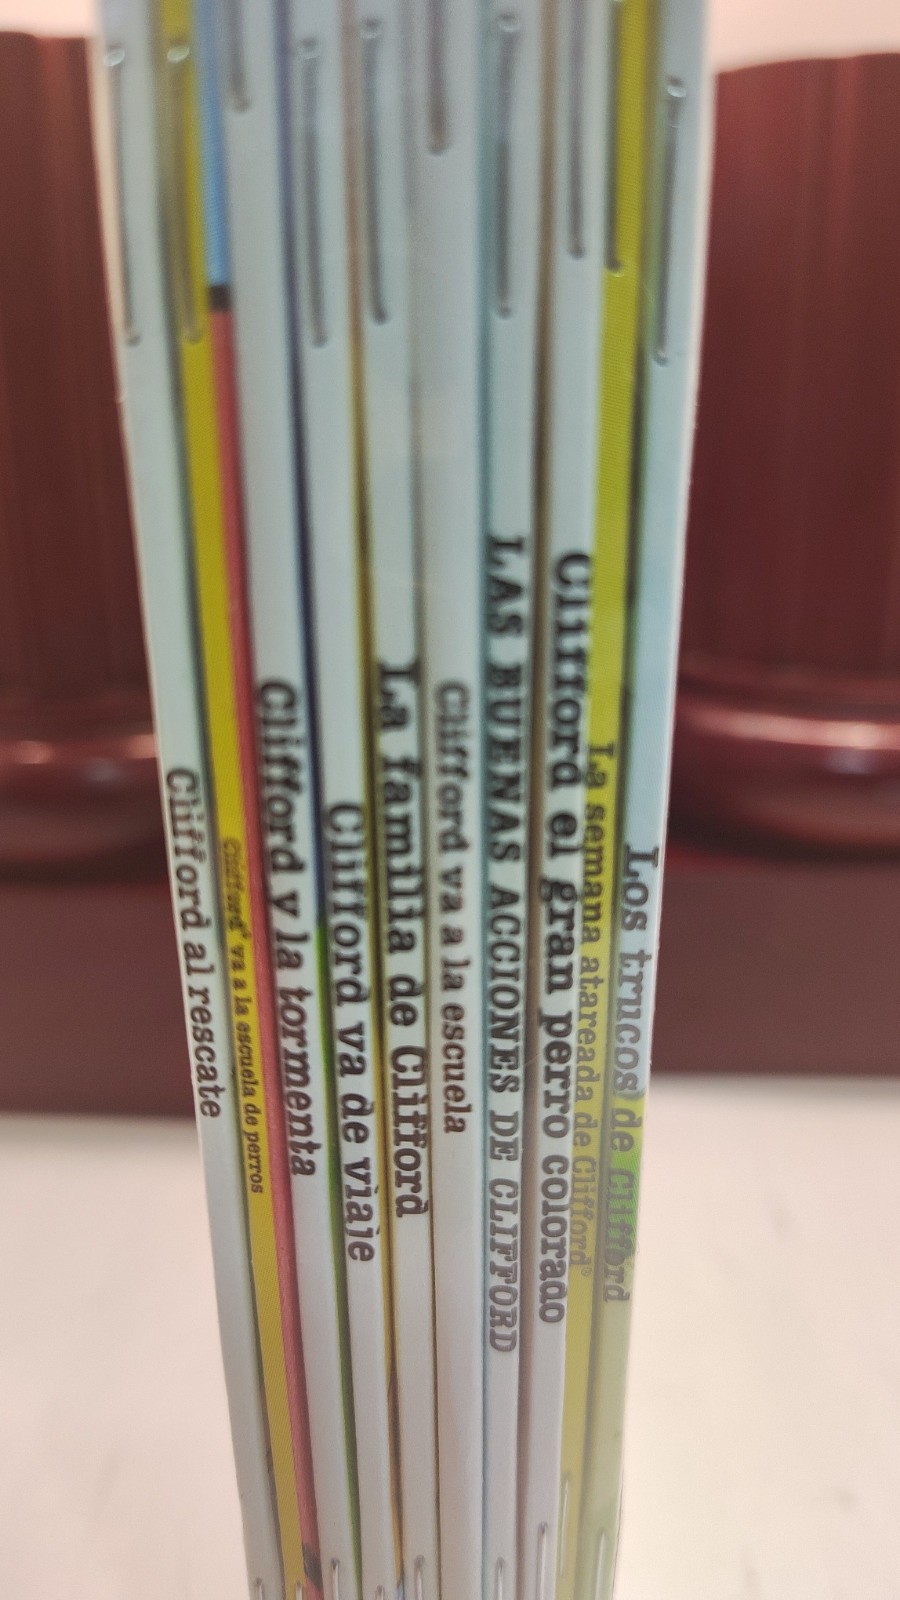 Clifford al rescate
Clifford® va a la escuela de perros
Clifford y la tormenta
Clifford va de viaje
La familia de Clifford
Clifford va a la escuela
LAS BUENAS ACCIONES DE CLIFFORD
Clifford el gran perro colorado
La semana atareada de Clifford®
Los trucos de Clifford